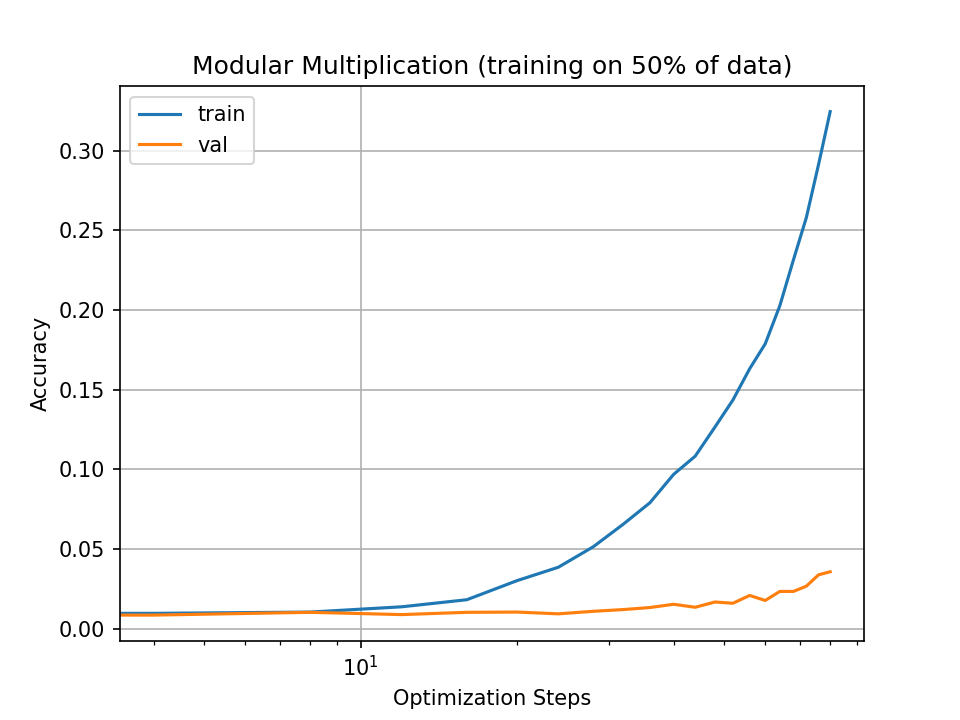 Modular Multiplication (training on 50% of data)
train
val
0.30
0.25
0.20
0.15
0.10
0.05
0.00
Accuracy
10¹
Optimization Steps